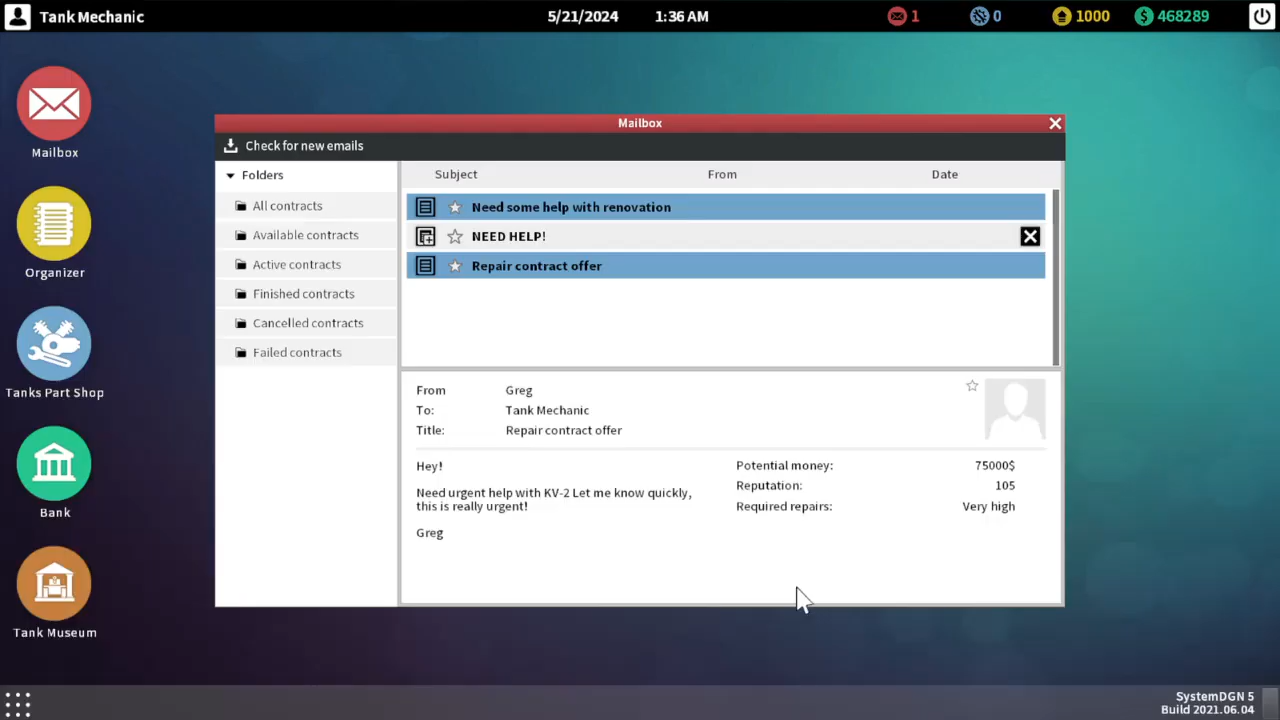 Tank Mechanic
5/21/2024 1:36 AM
1 0 1000 468289
Mailbox
Organizer
Tanks Part Shop
Bank
Tank Museum
Mailbox
Check for new emails
Folders
All contracts
Available contracts
Active contracts
Finished contracts
Cancelled contracts
Failed contracts
Subject From Date
Need some help with renovation
NEED HELP!
Repair contract offer
From Greg
To: Tank Mechanic
Title: Repair contract offer
Hey!
Need urgent help with KV-2 Let me know quickly,
this is really urgent!
Greg
Potential money: 75000$
Reputation: 105
Required repairs: Very high
SystemDGN 5
Build 2021.06.04